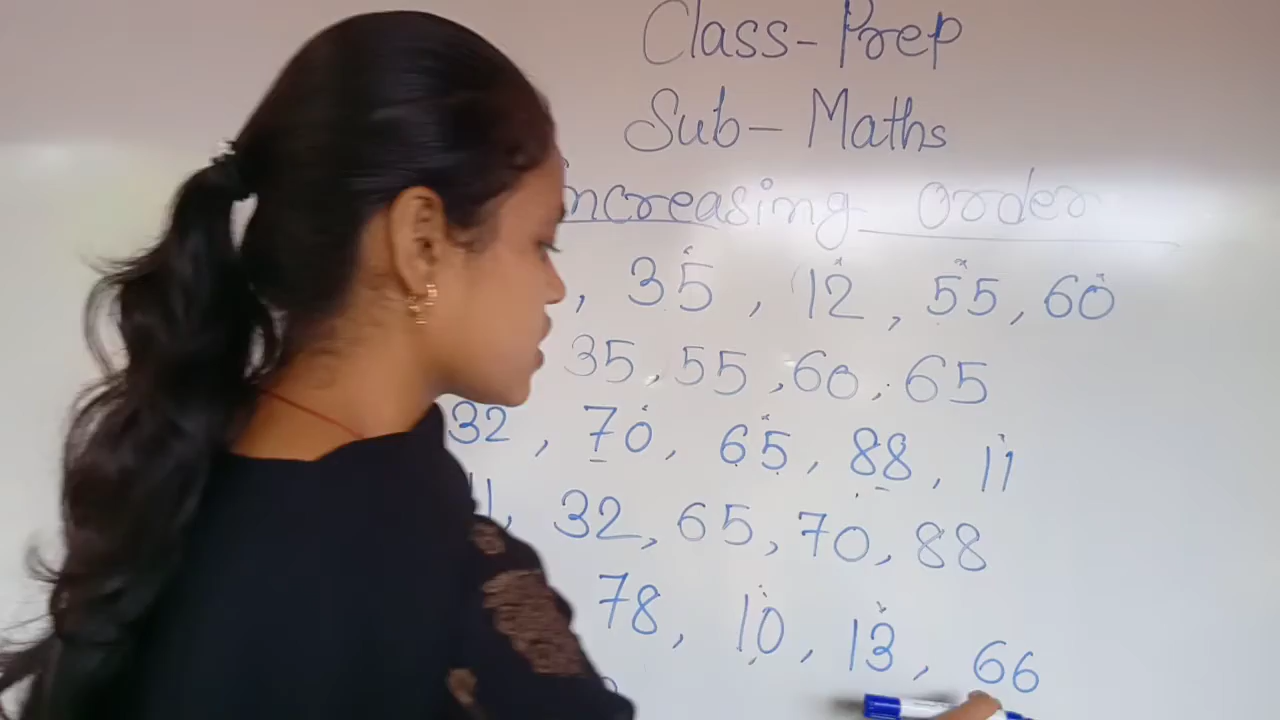 Class-Prep
Sub- Maths
increasing order
, 35, 12, 55, 60
35, 55, 60, 65
32, 70, 65, 88, 11
11, 32, 65, 70, 88
78, 10, 13, 66